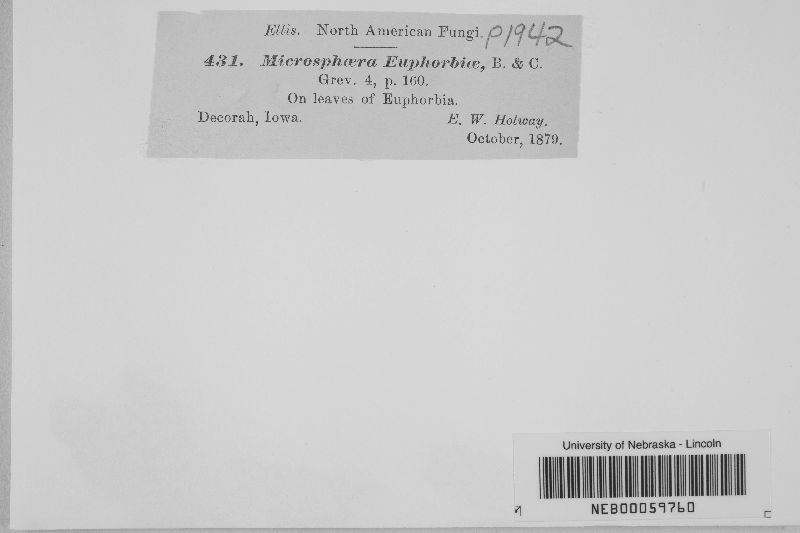 Ellis. North American Fungi. P1942
431. Microsphæra Euphorbiæ, B. & C.
Grev. 4, p. 160.
On leaves of Euphorbia.
Decorah, Iowa. E. W. Holway.
October, 1879.
University of Nebraska - Lincoln
NEB00059760